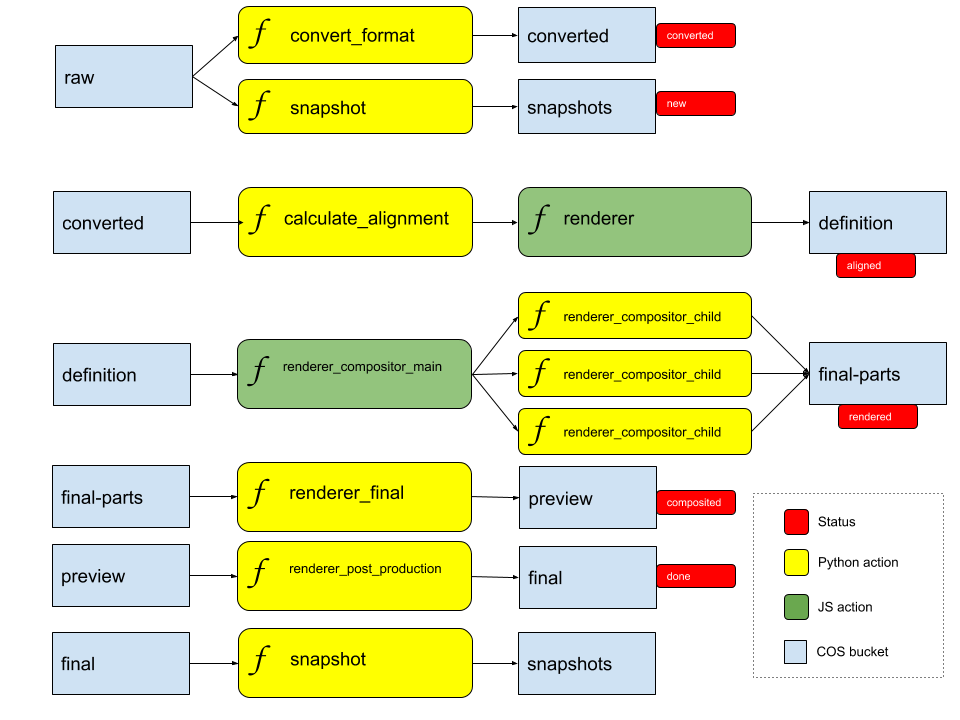 raw
f convert_format
converted
converted
f snapshot
snapshots
new
converted
f calculate_alignment
f renderer
definition
aligned
definition
f renderer_compositor_main
f renderer_compositor_child
f renderer_compositor_child
f renderer_compositor_child
final-parts
rendered
final-parts
f renderer_final
preview
composited
preview
f renderer_post_production
final
done
final
f snapshot
snapshots
Status
Python action
JS action
COS bucket